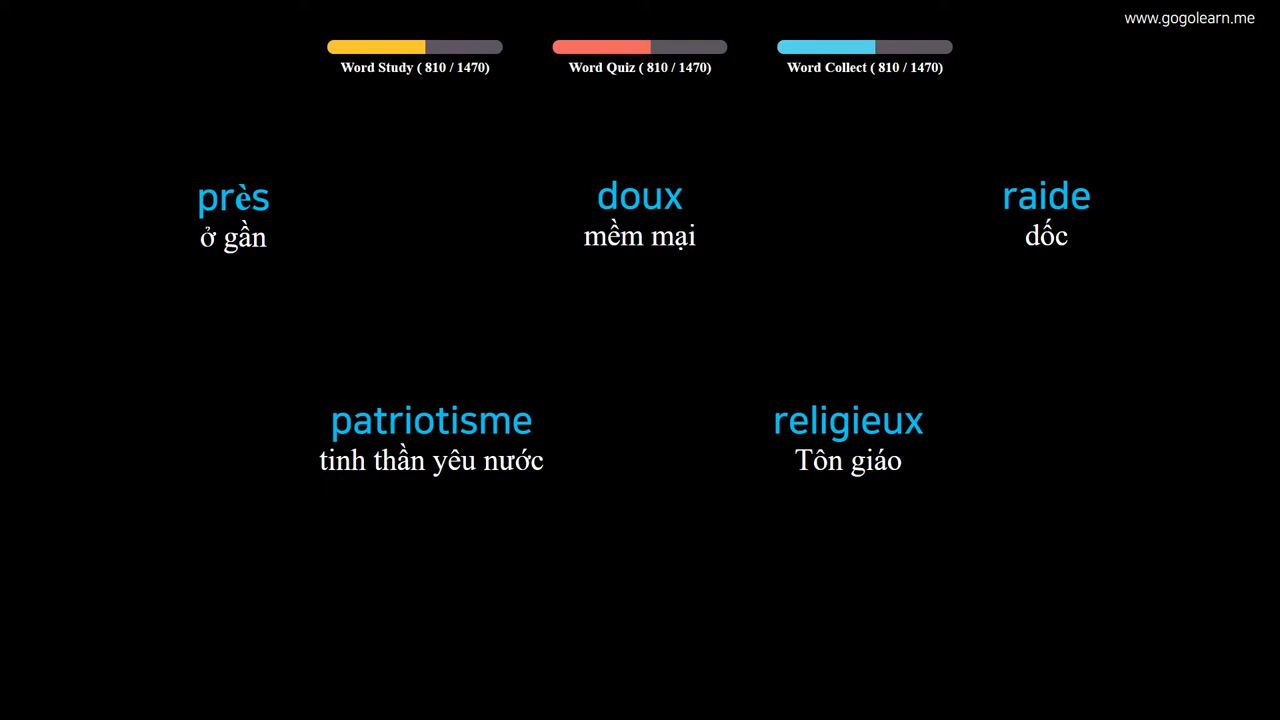 www.gogolearn.me
Word Study ( 810 / 1470)
Word Quiz ( 810 / 1470)
Word Collect ( 810 / 1470)
près
ở gần
doux
mềm mại
raide
dốc
patriotisme
tinh thần yêu nước
religieux
Tôn giáo